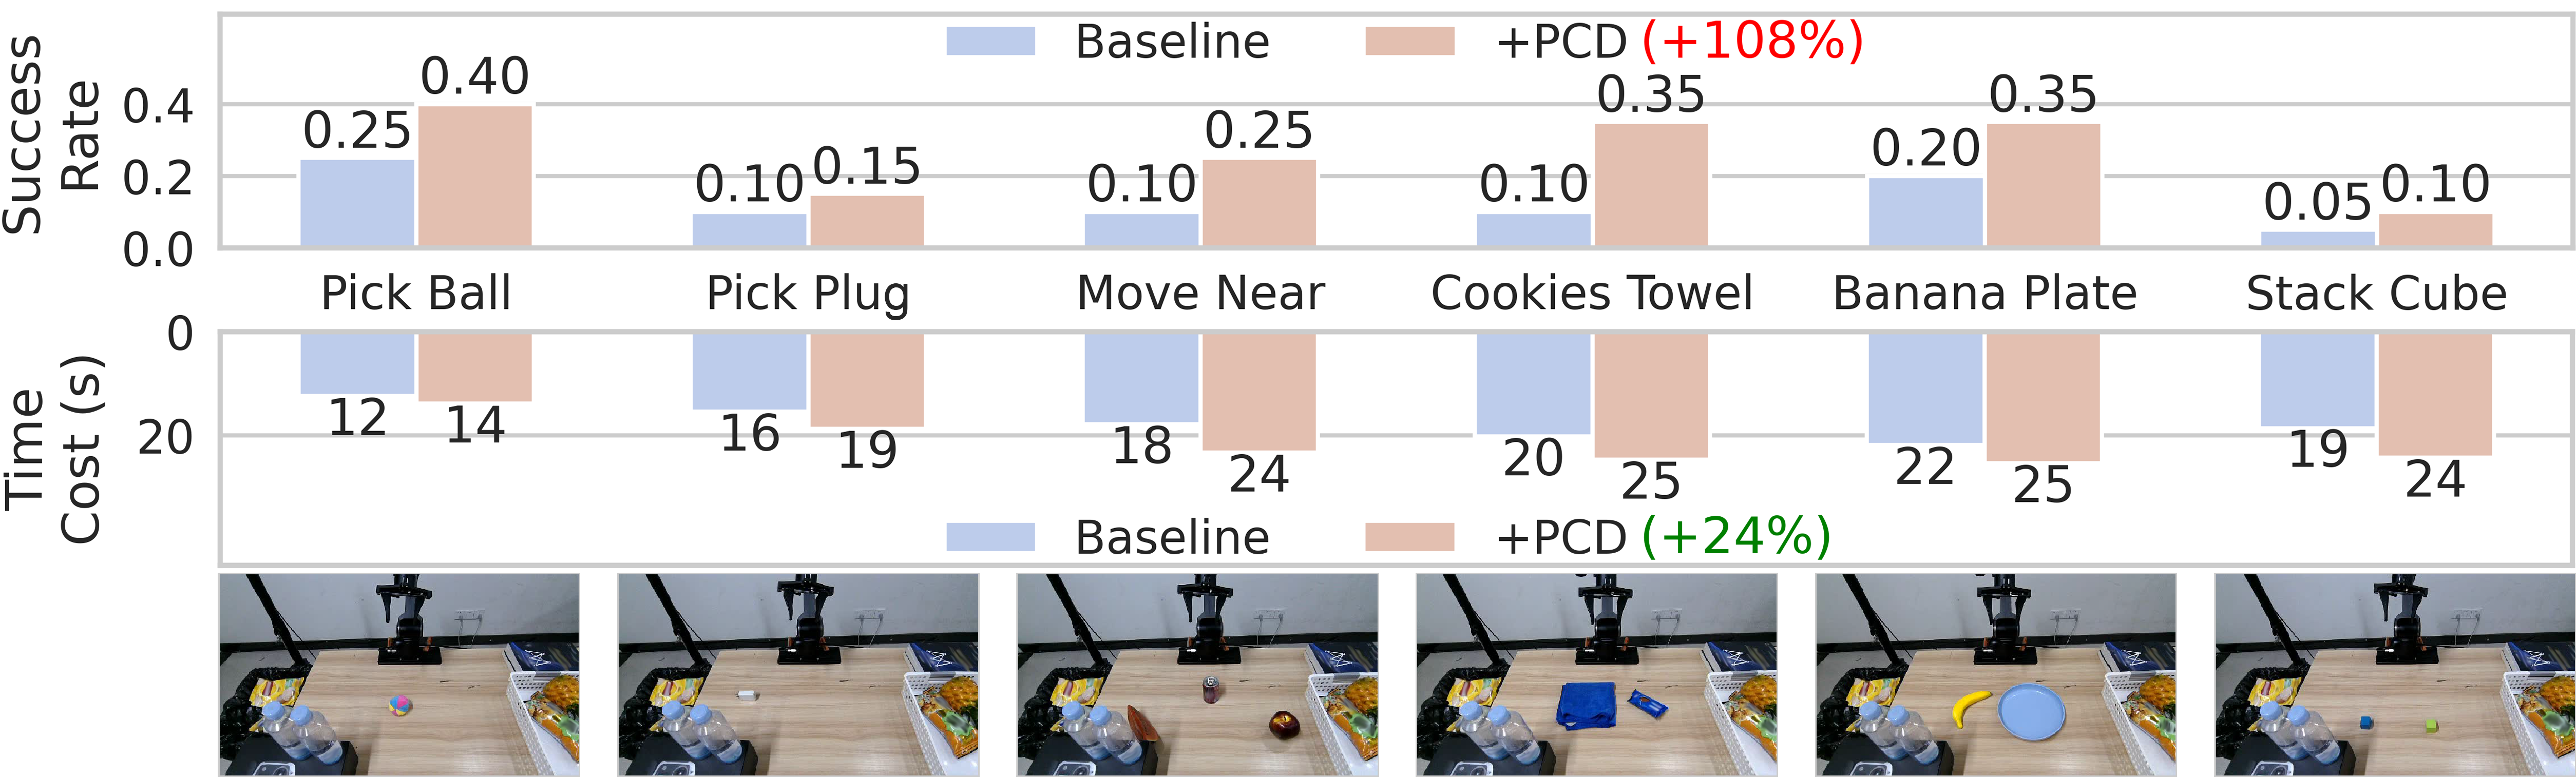 Success
Rate
Baseline
+PCD (+108%)
0.4
0.2
0.0
0.25
0.40
0.10
0.15
0.10
0.25
0.10
0.35
0.20
0.35
0.05
0.10
Pick Ball
Pick Plug
Move Near
Cookies Towel
Banana Plate
Stack Cube
Time
Cost (s)
0
20
12
14
16
19
18
24
20
25
22
25
19
24
Baseline
+PCD (+24%)